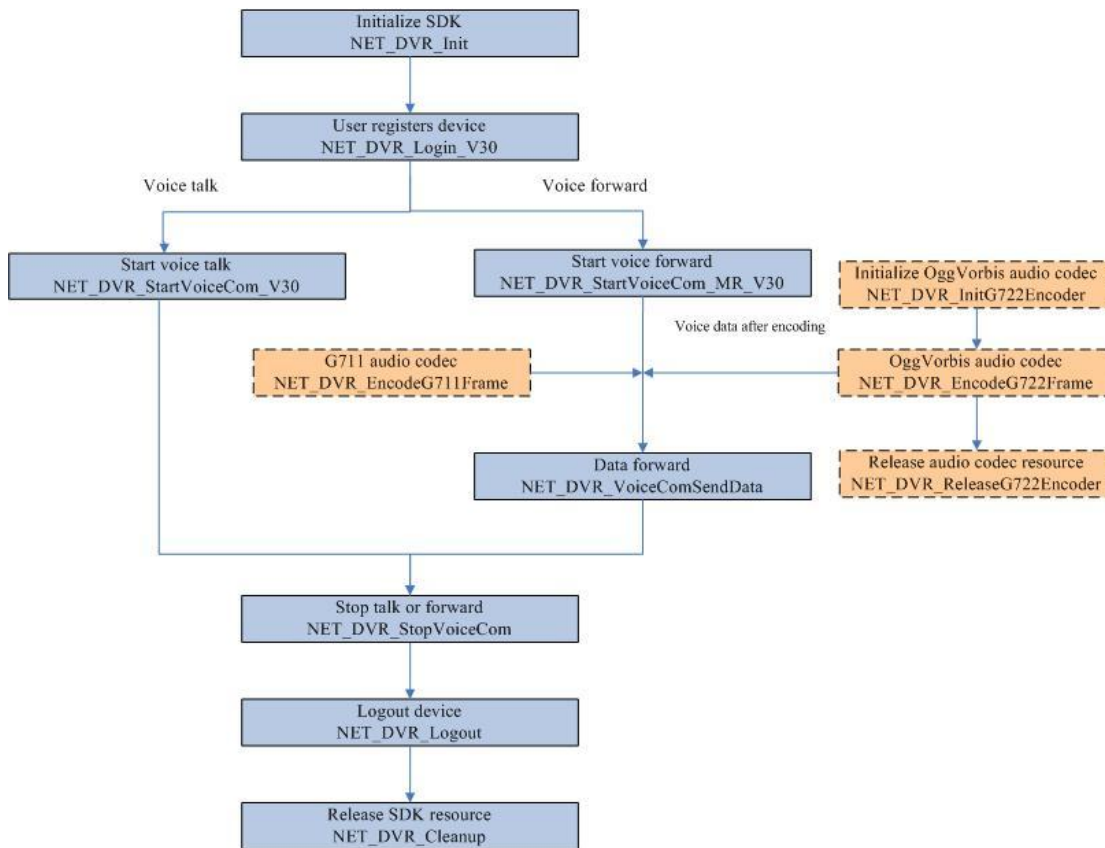 Initialize SDK
NET_DVR_Init
User registers device
NET_DVR_Login_V30
Voice talk
Voice forward
Start voice talk
NET_DVR_StartVoiceCom_V30
Start voice forward
NET_DVR_StartVoiceCom_MR_V30
Initialize OggVorbis audio codec
NET_DVR_InitG722Encoder
Voice data after encoding
G711 audio codec
NET_DVR_EncodeG711Frame
OggVorbis audio codec
NET_DVR_EncodeG722Frame
Data forward
NET_DVR_VoiceComSendData
Release audio codec resource
NET_DVR_ReleaseG722Encoder
Stop talk or forward
NET_DVR_StopVoiceCom
Logout device
NET_DVR_Logout
Release SDK resource
NET_DVR_Cleanup